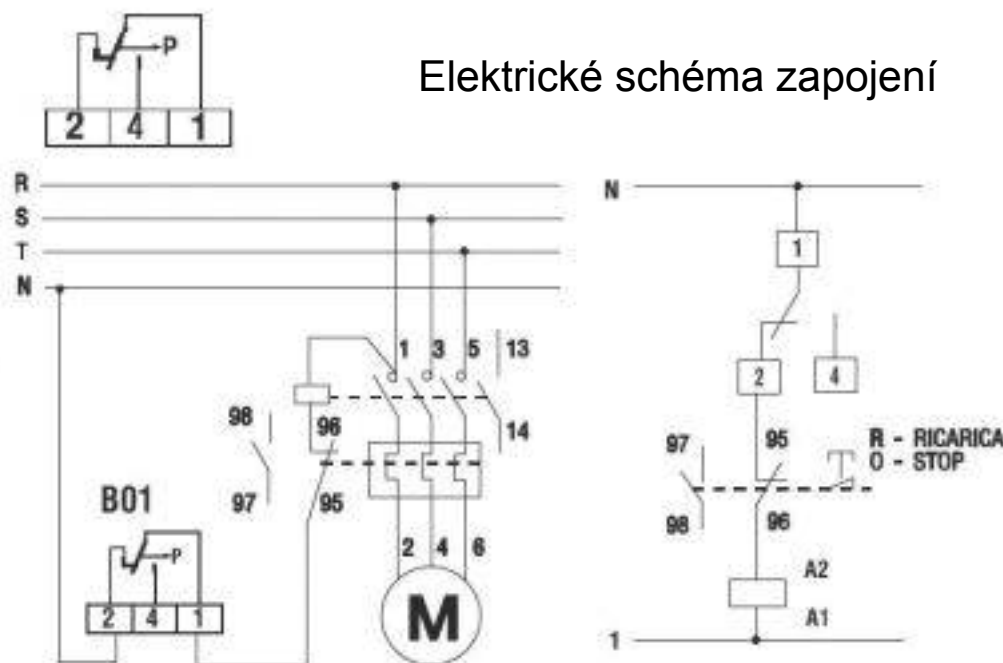 P
Elektrické schéma zapojení
2 4 1
R
S
T
N
1 3 5 13
14
98
96
97
95
B01
P
2 4 1
2 4 6
M
N
1
2
4
97
95
R - RICARICA
O - STOP
98
96
A2
A1
1